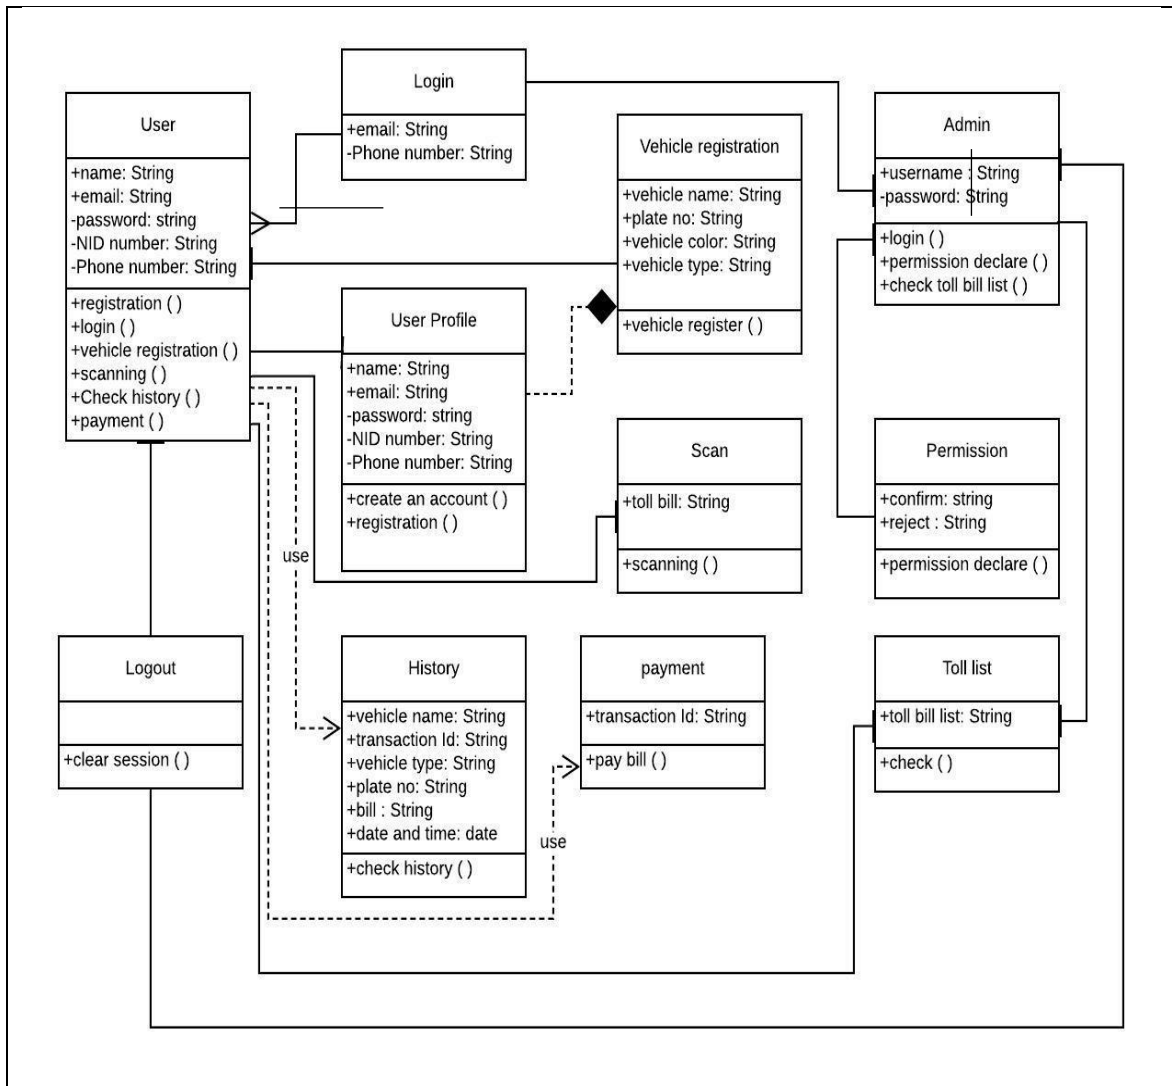 User
+name: String
+email: String
-password: string
-NID number: String
-Phone number: String
+registration ( )
+login ( )
+vehicle registration ( )
+scanning ( )
+Check history ( )
+payment ( )
Login
+email: String
-Phone number: String
Vehicle registration
+vehicle name: String
+plate no: String
+vehicle color: String
+vehicle type: String
+vehicle register ( )
Admin
+username : String
-password: String
+login ( )
+permission declare ( )
+check toll bill list ( )
User Profile
+name: String
+email: String
-password: string
-NID number: String
-Phone number: String
+create an account ( )
+registration ( )
Scan
+toll bill: String
+scanning ( )
Permission
+confirm: string
+reject : String
+permission declare ( )
use
Logout
+clear session ( )
History
+vehicle name: String
+transaction Id: String
+vehicle type: String
+plate no: String
+bill : String
+date and time: date
+check history ( )
payment
+transaction Id: String
+pay bill ( )
use
Toll list
+toll bill list: String
+check ( )